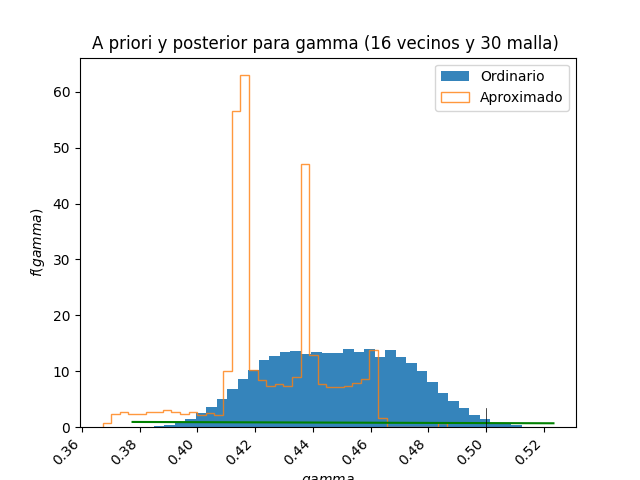 A priori y posterior para gamma (16 vecinos y 30 malla)
Ordinario
Aproximado
f(gamma)
60
50
40
30
20
10
0
0.36 0.38 0.40 0.42 0.44 0.46 0.48 0.50 0.52
gamma